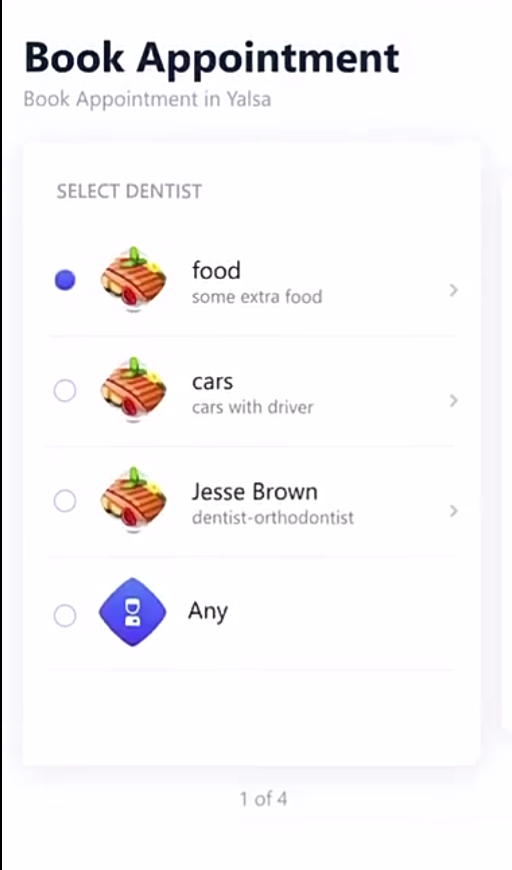 Book Appointment
Book Appointment in Yalsa
SELECT DENTIST
food
some extra food
cars
cars with driver
Jesse Brown
dentist-orthodontist
Any
1 of 4